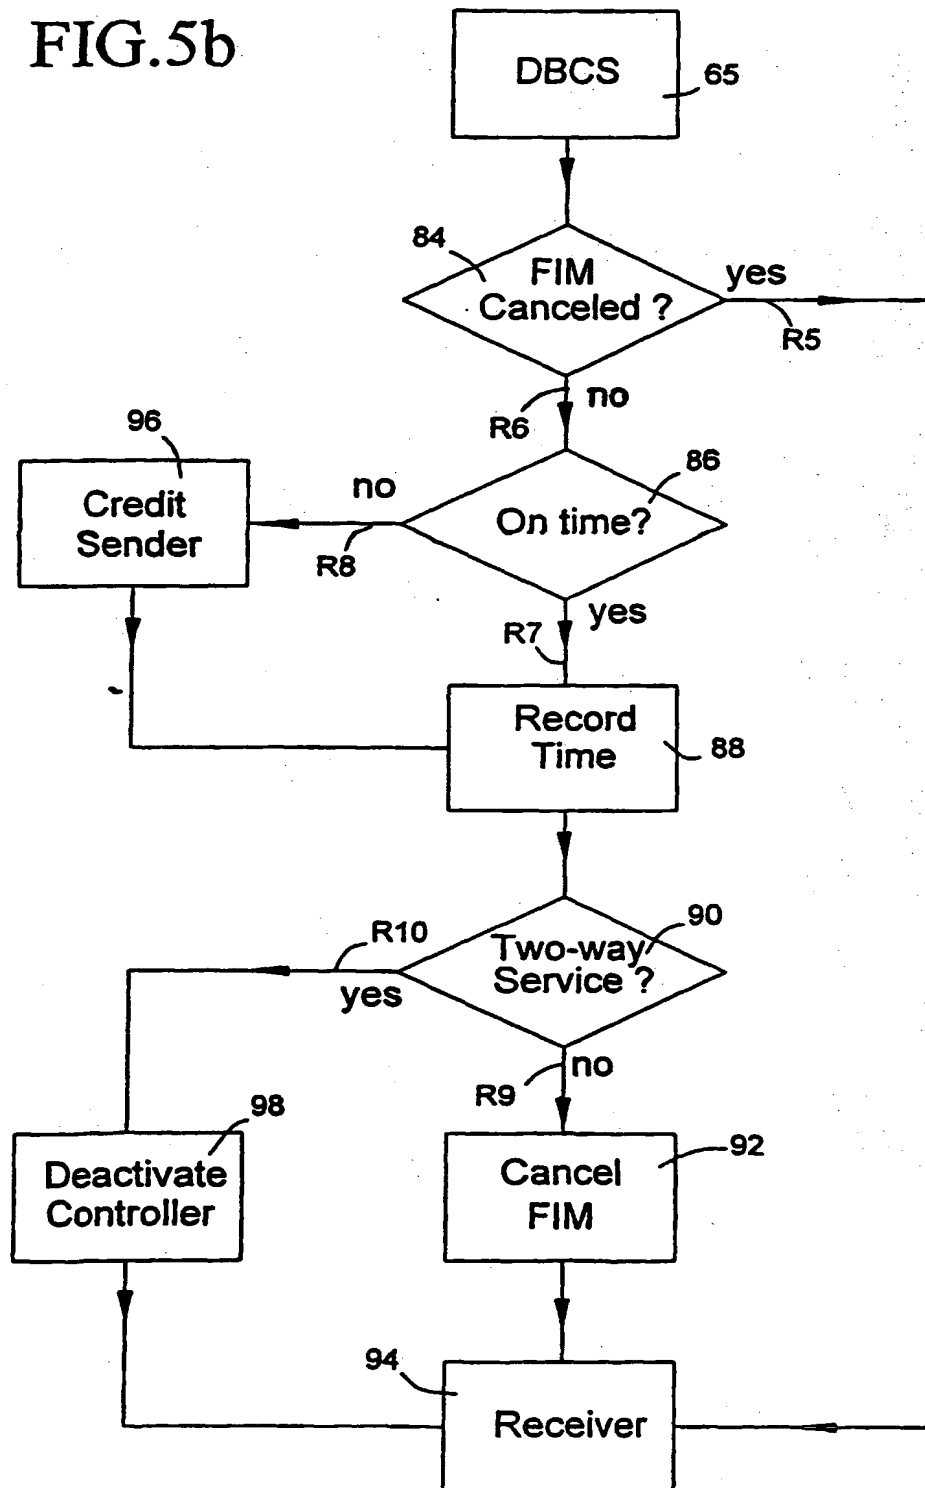 FIG.5b
DBCS
65
84
FIM
Canceled ?
yes
R5
R6
no
96
Credit
Sender
no
R8
86
On time?
yes
R7
Record
Time
88
R10
yes
90
Two-way
Service ?
no
R9
98
Deactivate
Controller
92
Cancel
FIM
94
Receiver